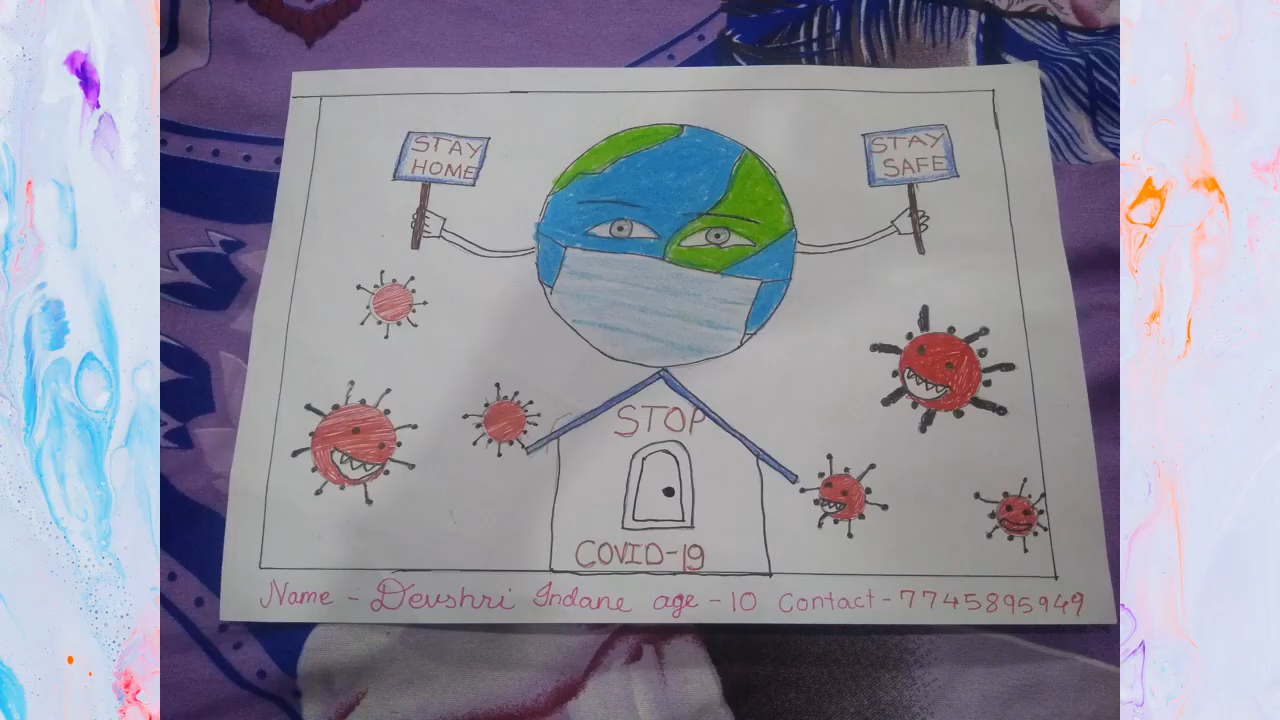 STAY
HOME
STAY
SAFE
STOP
COVID-19
Name - Devshri Indane age - 10 Contact - 7745895949